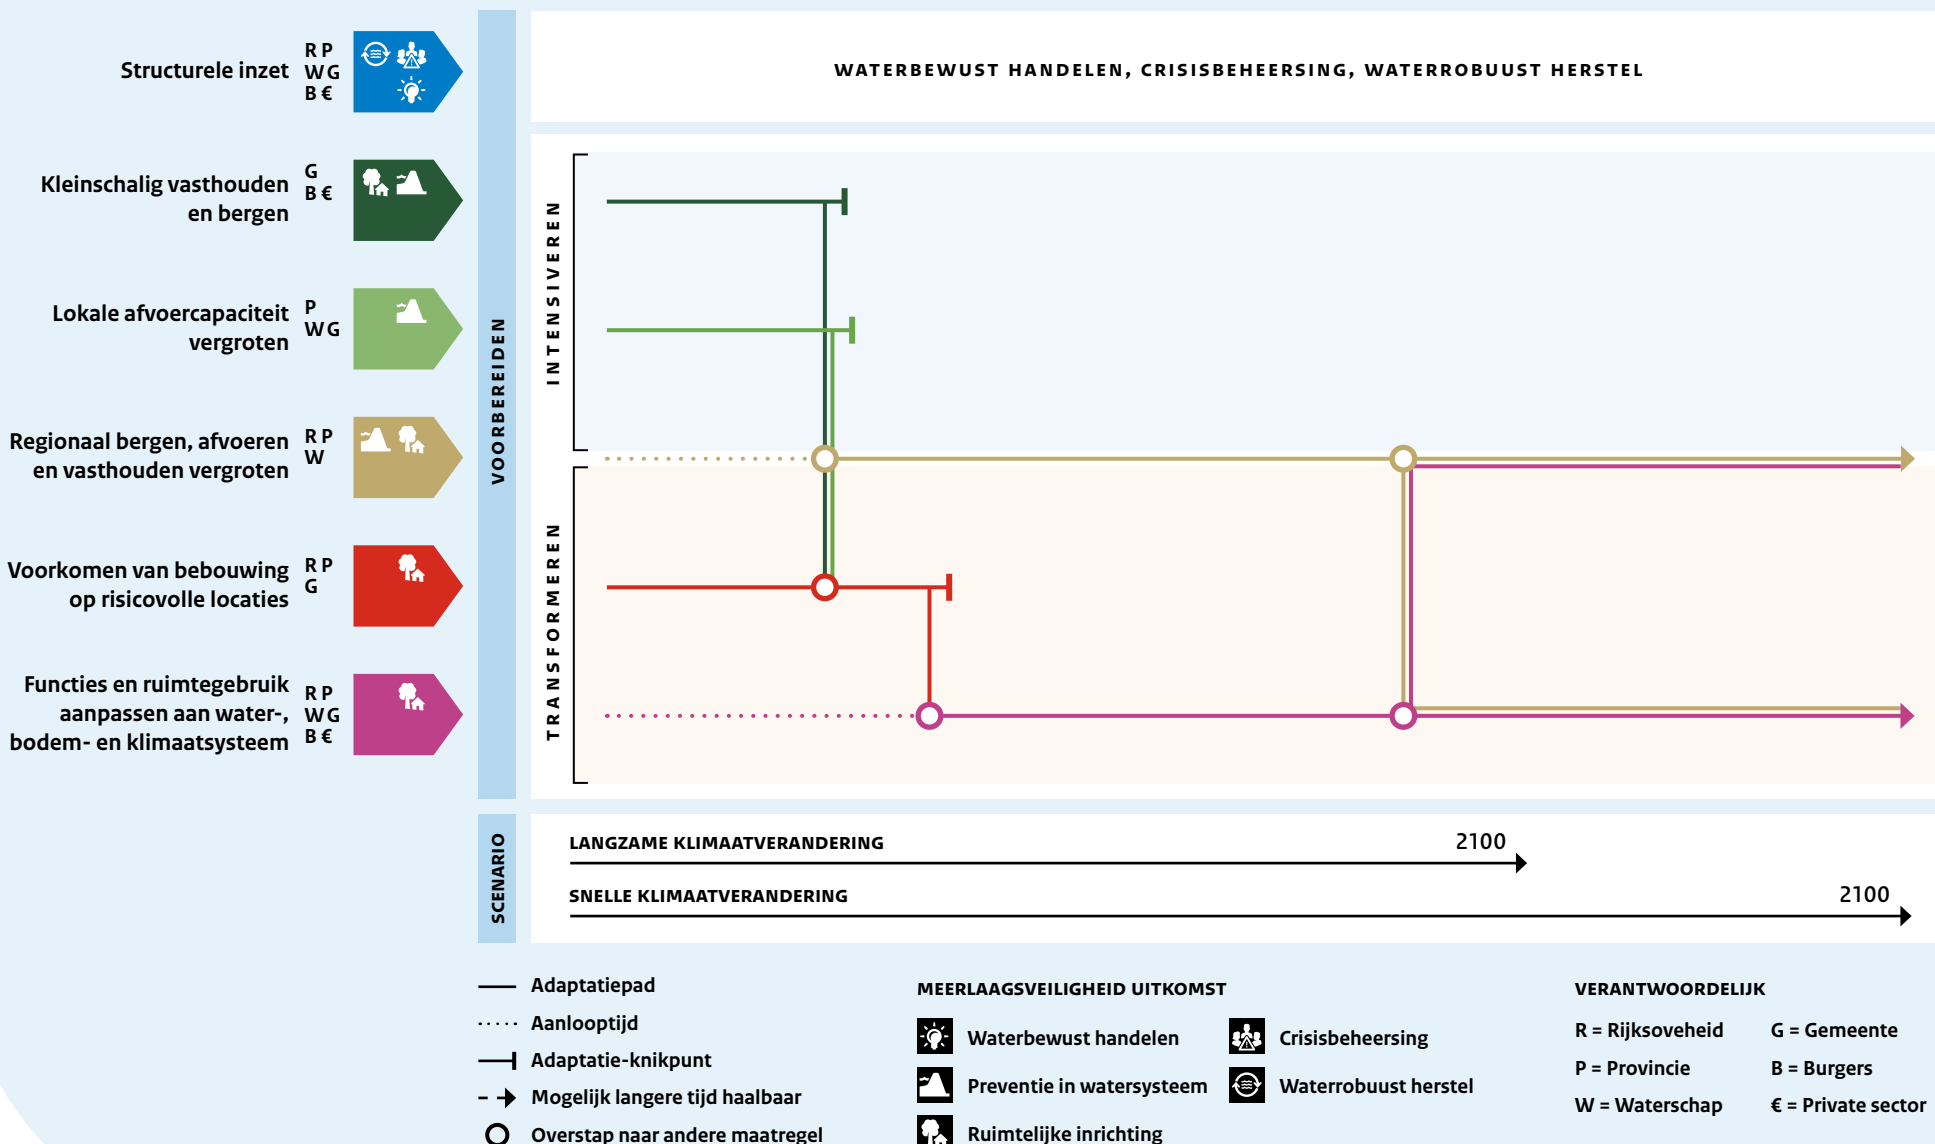 Structurele inzet
R P
W G
B €
WATERBEWUST HANDELEN, CRISISBEHEERSING, WATERROBUUST HERSTEL
Kleinschalig vasthouden
en bergen
G
B €
Lokale afvoercapaciteit
vergroten
P
W G
Regionaal bergen, afvoeren
en vasthouden vergroten
R P
W
Voorkomen van bebouwing
op risicovolle locaties
R P
G
Functies en ruimtegebruik
aanpassen aan water-,
bodem- en klimaatsysteem
R P
W G
B €
VOORBEREIDEN
INTENSIVEREN
TRANSFORMEREN
SCENARIO
LANGZAME KLIMAATVERANDERING
2100
SNELLE KLIMAATVERANDERING
2100
Adaptatiepad
Aanlooptijd
Adaptatie-knikpunt
Mogelijk langere tijd haalbaar
Overstap naar andere maatregel
MEERLAAGSVEILIGHEID UITKOMST
Waterbewust handelen
Preventie in watersysteem
Ruimtelijke inrichting
Crisisbeheersing
Waterrobuust herstel
VERANTWOORDELIJK
R = Rijksoveheid
P = Provincie
W = Waterschap
G = Gemeente
B = Burgers
€ = Private sector